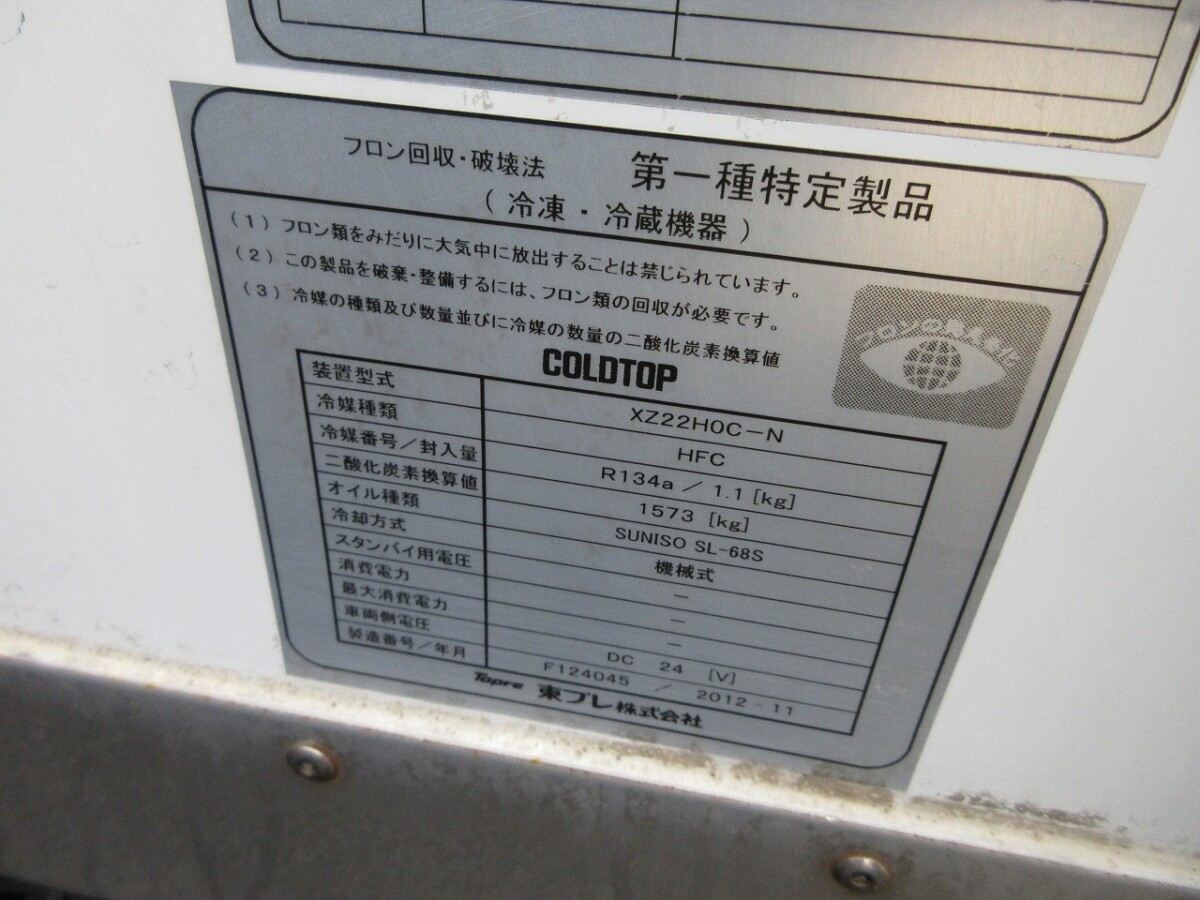 フロン回収・破壊法 第一種特定製品
(冷凍・冷蔵機器)
(1) フロン類をみだりに大気中に放出することは禁じられています。
(2) この製品を破棄・整備するには、フロン類の回収が必要です。
(3) 冷媒の種類及び数量並びに冷媒の数量の二酸化炭素換算値
フロンの見える化
COLDTOP
装置型式 XZ22H0C-N
冷媒種類 HFC
冷媒番号/封入量 R134a / 1.1 [kg]
二酸化炭素換算値 1573 [kg]
オイル種類 SUNISO SL-68S
冷却方式 機械式
スタンバイ用電圧 -
消費電力 -
最大消費電力 -
車両側電圧 DC 24 [V]
製造番号/年月 F124045 / 2012-11
Topre 東プレ株式会社